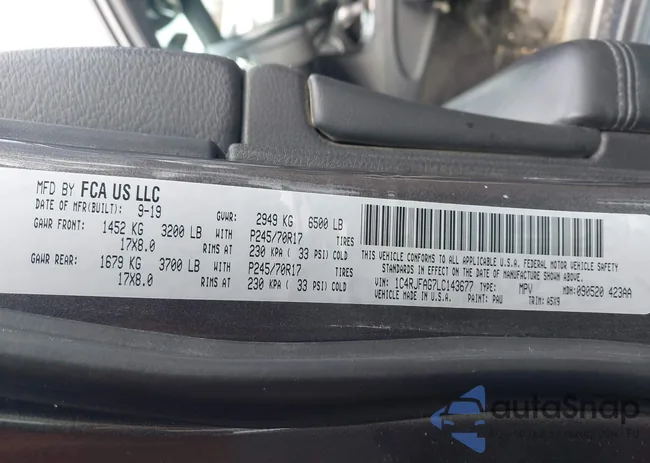 MFD BY FCA US LLC
DATE OF MFR(BUILT): 9-19 GVWR: 2949 KG 6500 LB
GAWR FRONT: 1452 KG 3200 LB WITH P245/70R17 TIRES
17X8.0 RIMS AT 230 KPA ( 33 PSI) COLD
GAWR REAR: 1679 KG 3700 LB WITH P245/70R17 TIRES
17X8.0 RIMS AT 230 KPA ( 33 PSI) COLD
THIS VEHICLE CONFORMS TO ALL APPLICABLE U.S.A. FEDERAL MOTOR VEHICLE
STANDARDS IN EFFECT ON THE DATE OF MANUFACTURE SHOWN ABOVE.
VIN: 1C4RJFAG7LC143677 TYPE: MPV MDH: 090520 423AA
VEHICLE MADE IN U.S.A. PAINT: PAU TRIM: A5X9
autoSnap